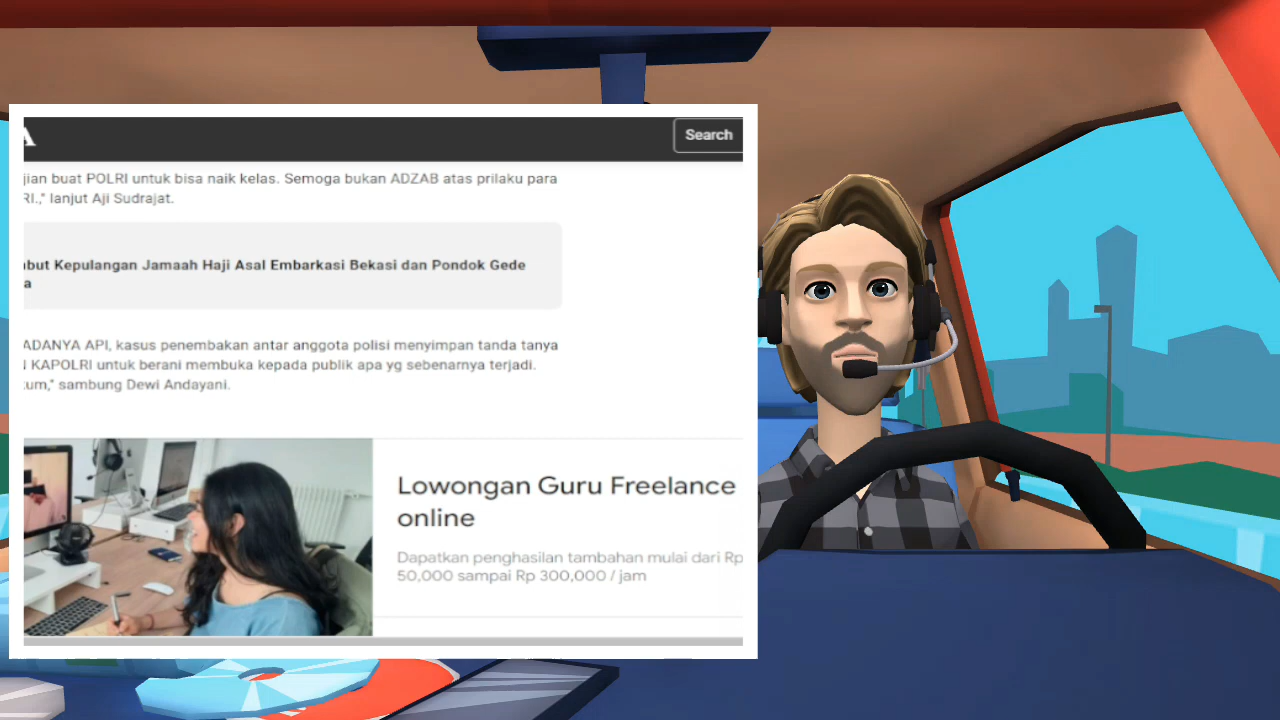 A
Search
jian buat POLRI untuk bisa naik kelas. Semoga bukan ADZAB atas prilaku para
RI.," lanjut Aji Sudrajat.
but Kepulangan Jamaah Haji Asal Embarkasi Bekasi dan Pondok Gede
a
ADANYA API, kasus penembakan antar anggota polisi menyimpan tanda tanya
KAPOLRI untuk berani membuka kepada publik apa yg sebenarnya terjadi.
um," sambung Dewi Andayani.
Lowongan Guru Freelance
online
Dapatkan penghasilan tambahan mulai dari Rp
50,000 sampai Rp 300,000 / jam